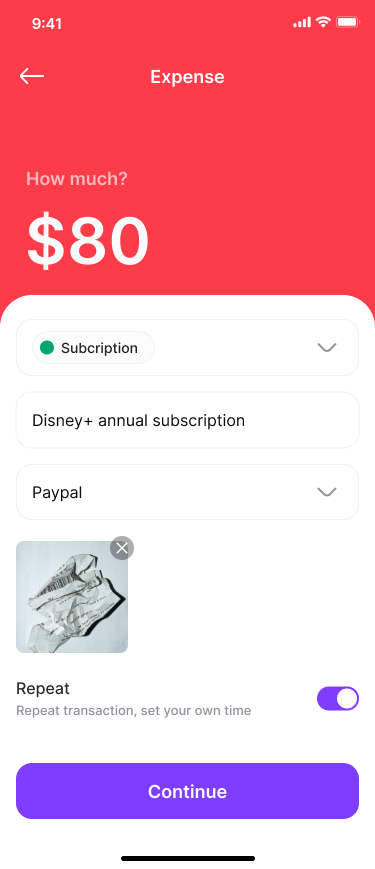 9:41
Expense
How much?
$80
Subcription
Disney+ annual subscription
Paypal
Repeat
Repeat transaction, set your own time
Continue